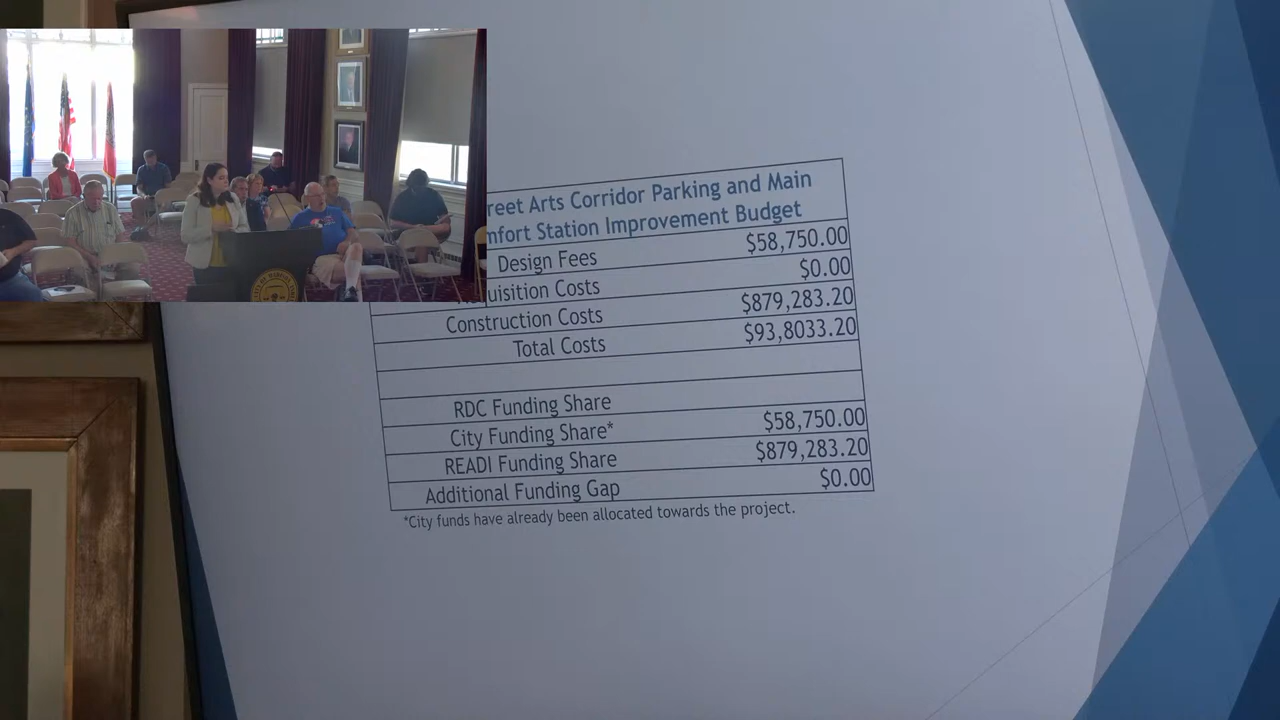 reet Arts Corridor Parking and Main
mfort Station Improvement Budget
Design Fees $58,750.00
uisition Costs $0.00
Construction Costs $879,283.20
Total Costs $93,8033.20
RDC Funding Share
City Funding Share* $58,750.00
READI Funding Share $879,283.20
Additional Funding Gap $0.00
*City funds have already been allocated towards the project.